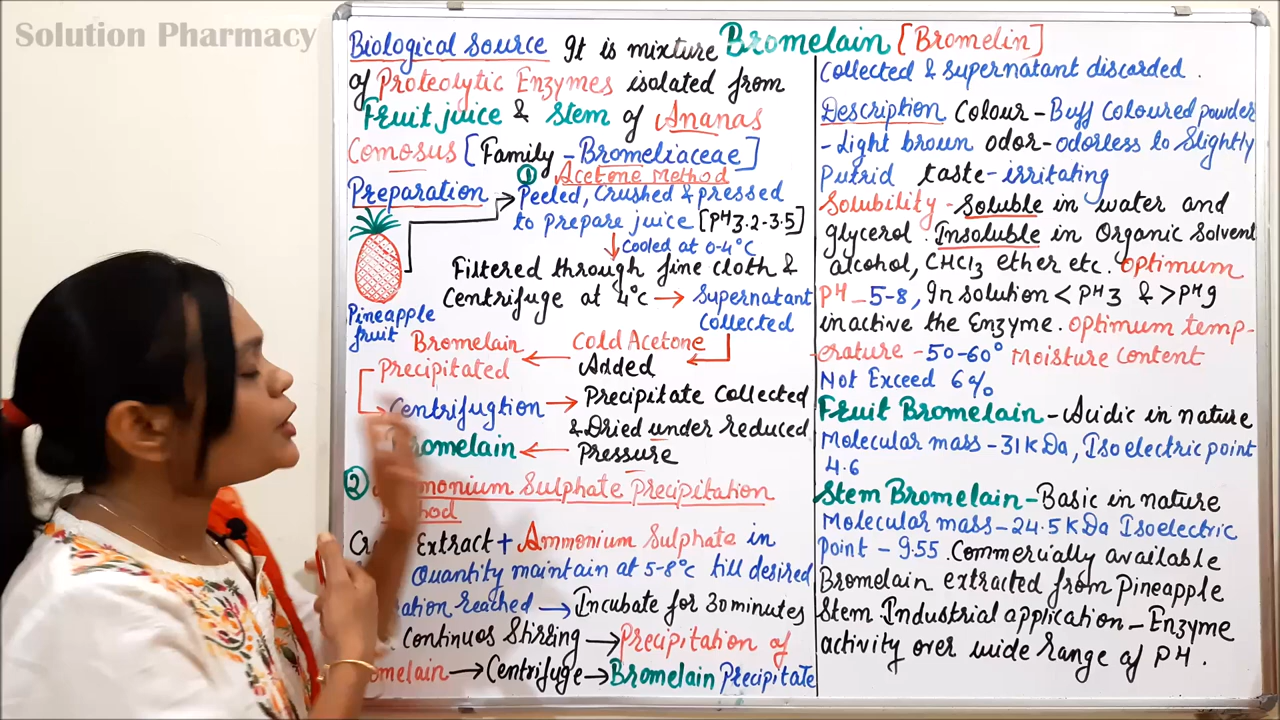 Solution Pharmacy
Bromelain [Bromelin]
Biological source It is mixture
of Proteolytic Enzymes isolated from
Fruit juice & Stem of Ananas
Comosus [Family - Bromeliaceae]
① Acetone Method
Preparation → Peeled, Crushed & pressed
to prepare juice [PH 3.2-3.5]
↓ Cooled at 0-4°C
Filtered through fine cloth &
Centrifuge at 4°C → Supernatant
Collected
Pineapple
fruit
Cold Acetone
Added
Bromelain
Precipitated
Centrifugtion → Precipitate Collected
& Dried under reduced
Pressure
② Sulphate Precipitation
Extract + Ammonium Sulphate in
Quantity maintain at 5-8°C till desired
reached → Incubate for 30 minutes
Continuos Stirring → Precipitation of
→ Centrifuge → Bromelain Precipitate
Collected & supernatant discarded.
Description Colour - Buff Coloured powder
- Light brown odor - odorless to Slightly
Putrid taste - irritating
Solubility - Soluble in water and
glycerol. Insoluble in Organic Solvent
alcohol, CHCl3 ether etc. optimum
PH - 5-8, In solution < PH3 & > PH9
inactive the Enzyme. optimum temp-
erature - 50-60° Moisture Content
Not Exceed 6%
Fruit Bromelain - Acidic in nature
Molecular mass - 31 KDa, Iso electric point
4.6
Stem Bromelain - Basic in nature
Molecular mass - 24.5 KDa Isoelectric
Point - 9.55. Commercially available
Bromelain extracted from Pineapple
Stem. Industrial application - Enzyme
activity over wide range of PH.